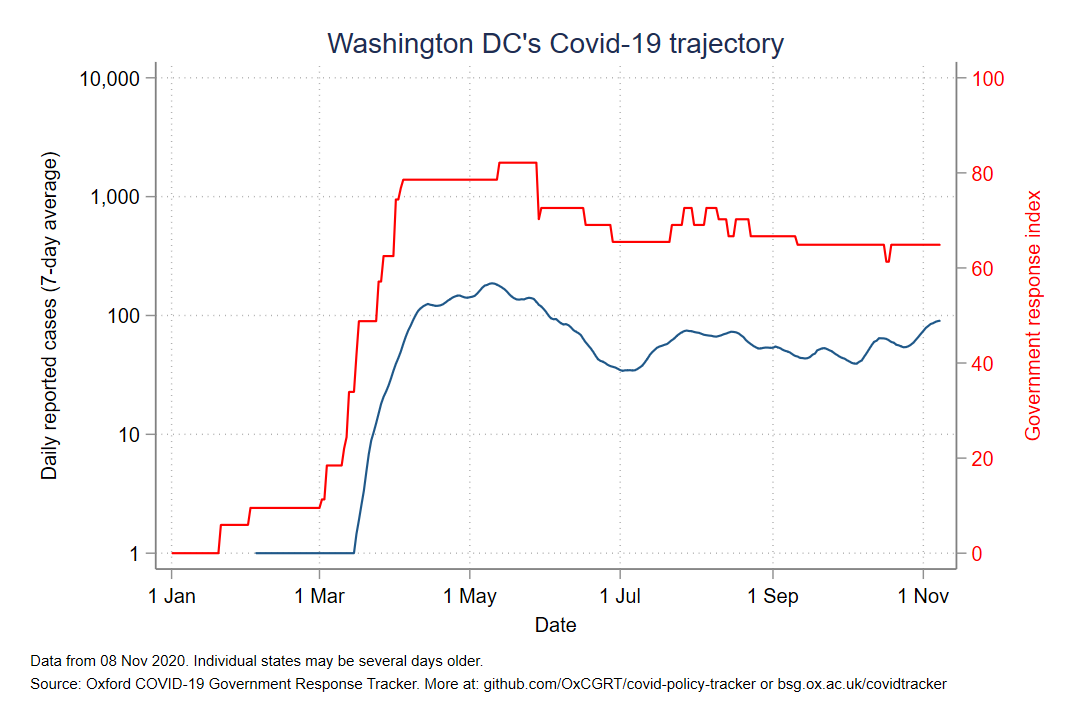 Washington DC's Covid-19 trajectory
Daily reported cases (7-day average)
10,000
1,000
100
10
1
100
80
60
40
20
0
Government response index
1 Jan
1 Mar
1 May
1 Jul
1 Sep
1 Nov
Date
Data from 08 Nov 2020. Individual states may be several days older.
Source: Oxford COVID-19 Government Response Tracker. More at: github.com/OxCGRT/covid-policy-tracker or bsg.ox.ac.uk/covidtracker